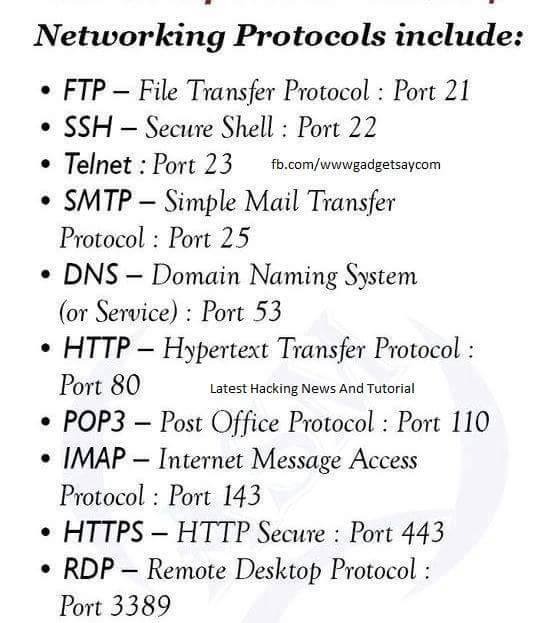 Networking Protocols include:
• FTP – File Transfer Protocol : Port 21
• SSH – Secure Shell : Port 22
• Telnet : Port 23
fb.com/wwwgadgetsaycom
• SMTP – Simple Mail Transfer
Protocol : Port 25
• DNS – Domain Naming System
(or Service) : Port 53
• HTTP – Hypertext Transfer Protocol :
Port 80
Latest Hacking News And Tutorial
• POP3 – Post Office Protocol : Port 110
• IMAP – Internet Message Access
Protocol : Port 143
• HTTPS – HTTP Secure : Port 443
• RDP – Remote Desktop Protocol :
Port 3389